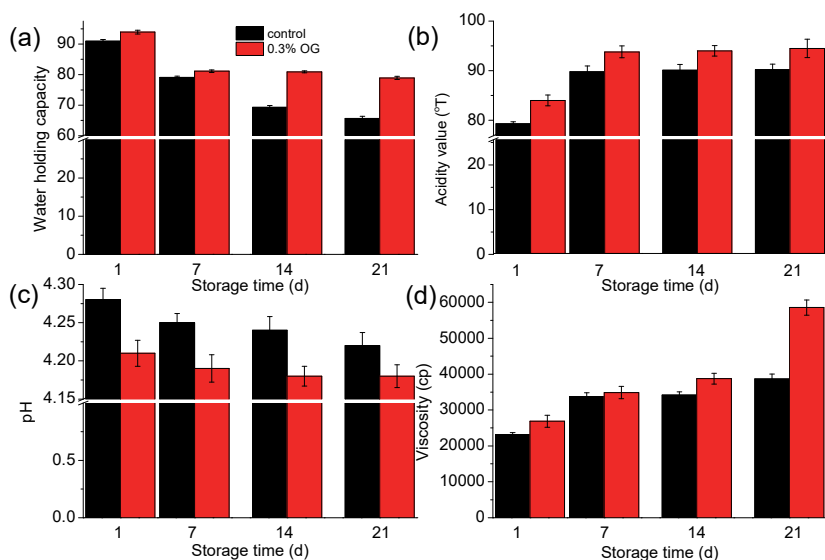 (a)
control
0.3% OG
Water holding capacity
90
80
70
60
20
0
1 7 14 21
Storage time (d)
(b)
Acidity value (°T)
100
90
80
20
0
1 7 14 21
Storage time (d)
(c)
pH
4.30
4.25
4.20
4.15
0.5
0.0
1 7 14 21
Storage time (d)
(d)
Viscosity (cp)
60000
50000
40000
30000
20000
10000
0
1 7 14 21
Storage time (d)